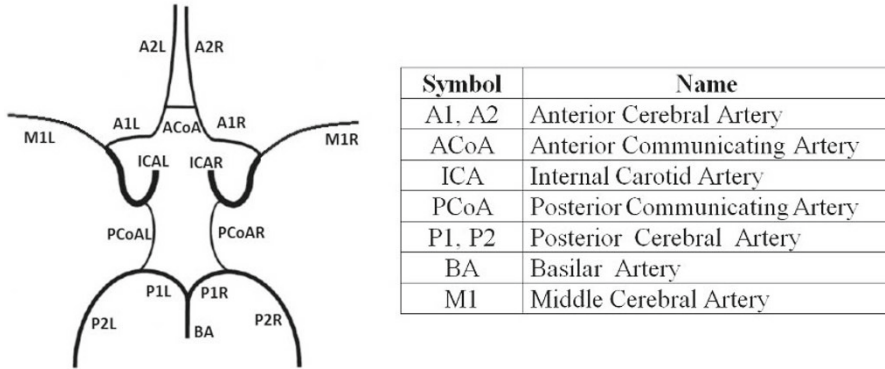 A2L A2R
A1L ACoA A1R
M1L M1R
ICAL ICAR
PCoAL PCoAR
P1L P1R
P2L BA P2R
Symbol Name
A1, A2 Anterior Cerebral Artery
ACoA Anterior Communicating Artery
ICA Internal Carotid Artery
PCoA Posterior Communicating Artery
P1, P2 Posterior Cerebral Artery
BA Basilar Artery
M1 Middle Cerebral Artery